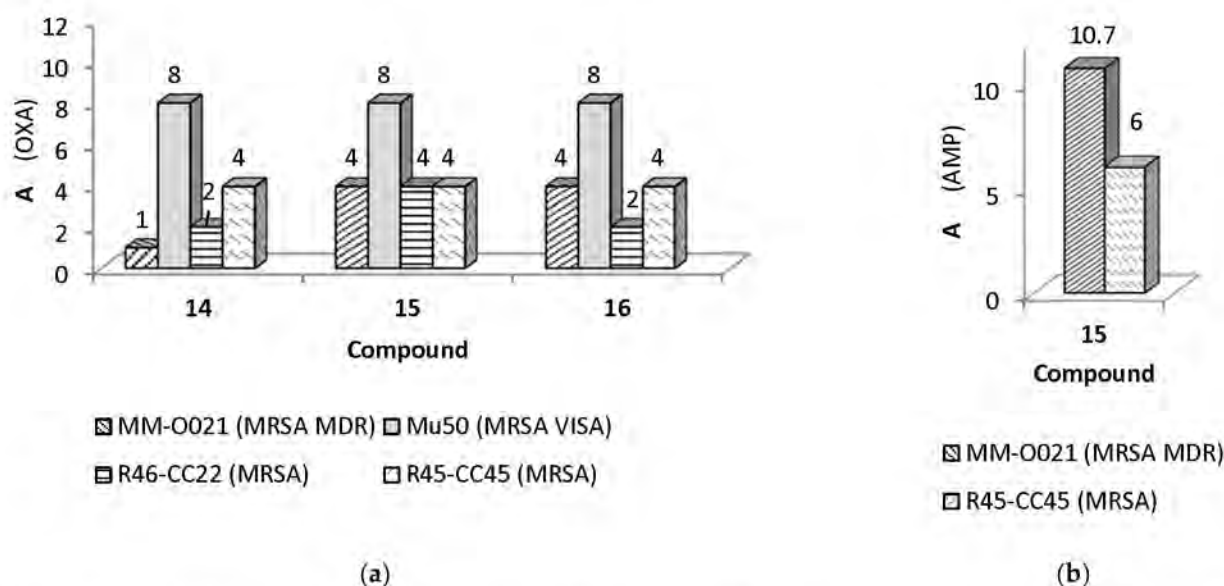 12
10
8
6
4
2
0
A (OXA)
1
8
2
4
4
8
4
4
4
8
2
4
14 15 16
Compound
MM-O021 (MRSA MDR) Mu50 (MRSA VISA)
R46-CC22 (MRSA) R45-CC45 (MRSA)
(a)
10
5
0
A (AMP)
10.7
6
15
Compound
MM-O021 (MRSA MDR)
R45-CC45 (MRSA)
(b)